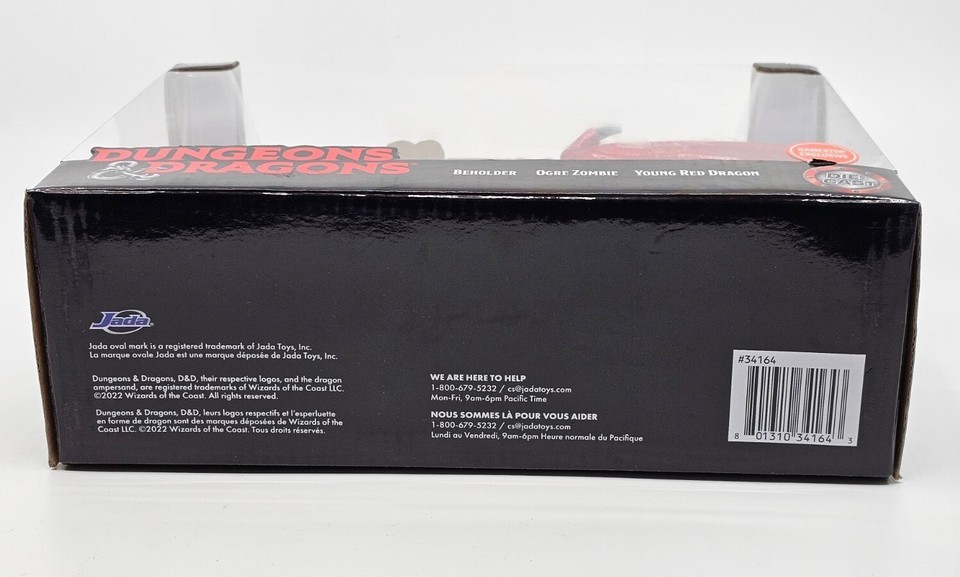 DUNGEONS
& DRAGONS
BEHOLDER OGRE ZOMBIE YOUNG RED DRAGON
GAMESTOP
EXCLUSIVE
DIE
CAST
Jada
Jada oval mark is a registered trademark of Jada Toys, Inc.
La marque ovale Jada est une marque déposée de Jada Toys, Inc.
Dungeons & Dragons, D&D, their respective logos, and the dragon
ampersand, are registered trademarks of Wizards of the Coast LLC.
©2022 Wizards of the Coast. All rights reserved.
Dungeons & Dragons, D&D, leurs logos respectifs et l'esperluette
en forme de dragon sont des marques déposées de Wizards of the
Coast LLC. ©2022 Wizards of the Coast. Tous droits réservés.
WE ARE HERE TO HELP
1-800-679-5232 / cs@jadatoys.com
Mon-Fri, 9am-6pm Pacific Time
NOUS SOMMES LÀ POUR VOUS AIDER
1-800-679-5232 / cs@jadatoys.com
Lundi au Vendredi, 9am-6pm Heure normale du Pacifique
#34164
8 01310 34164 3